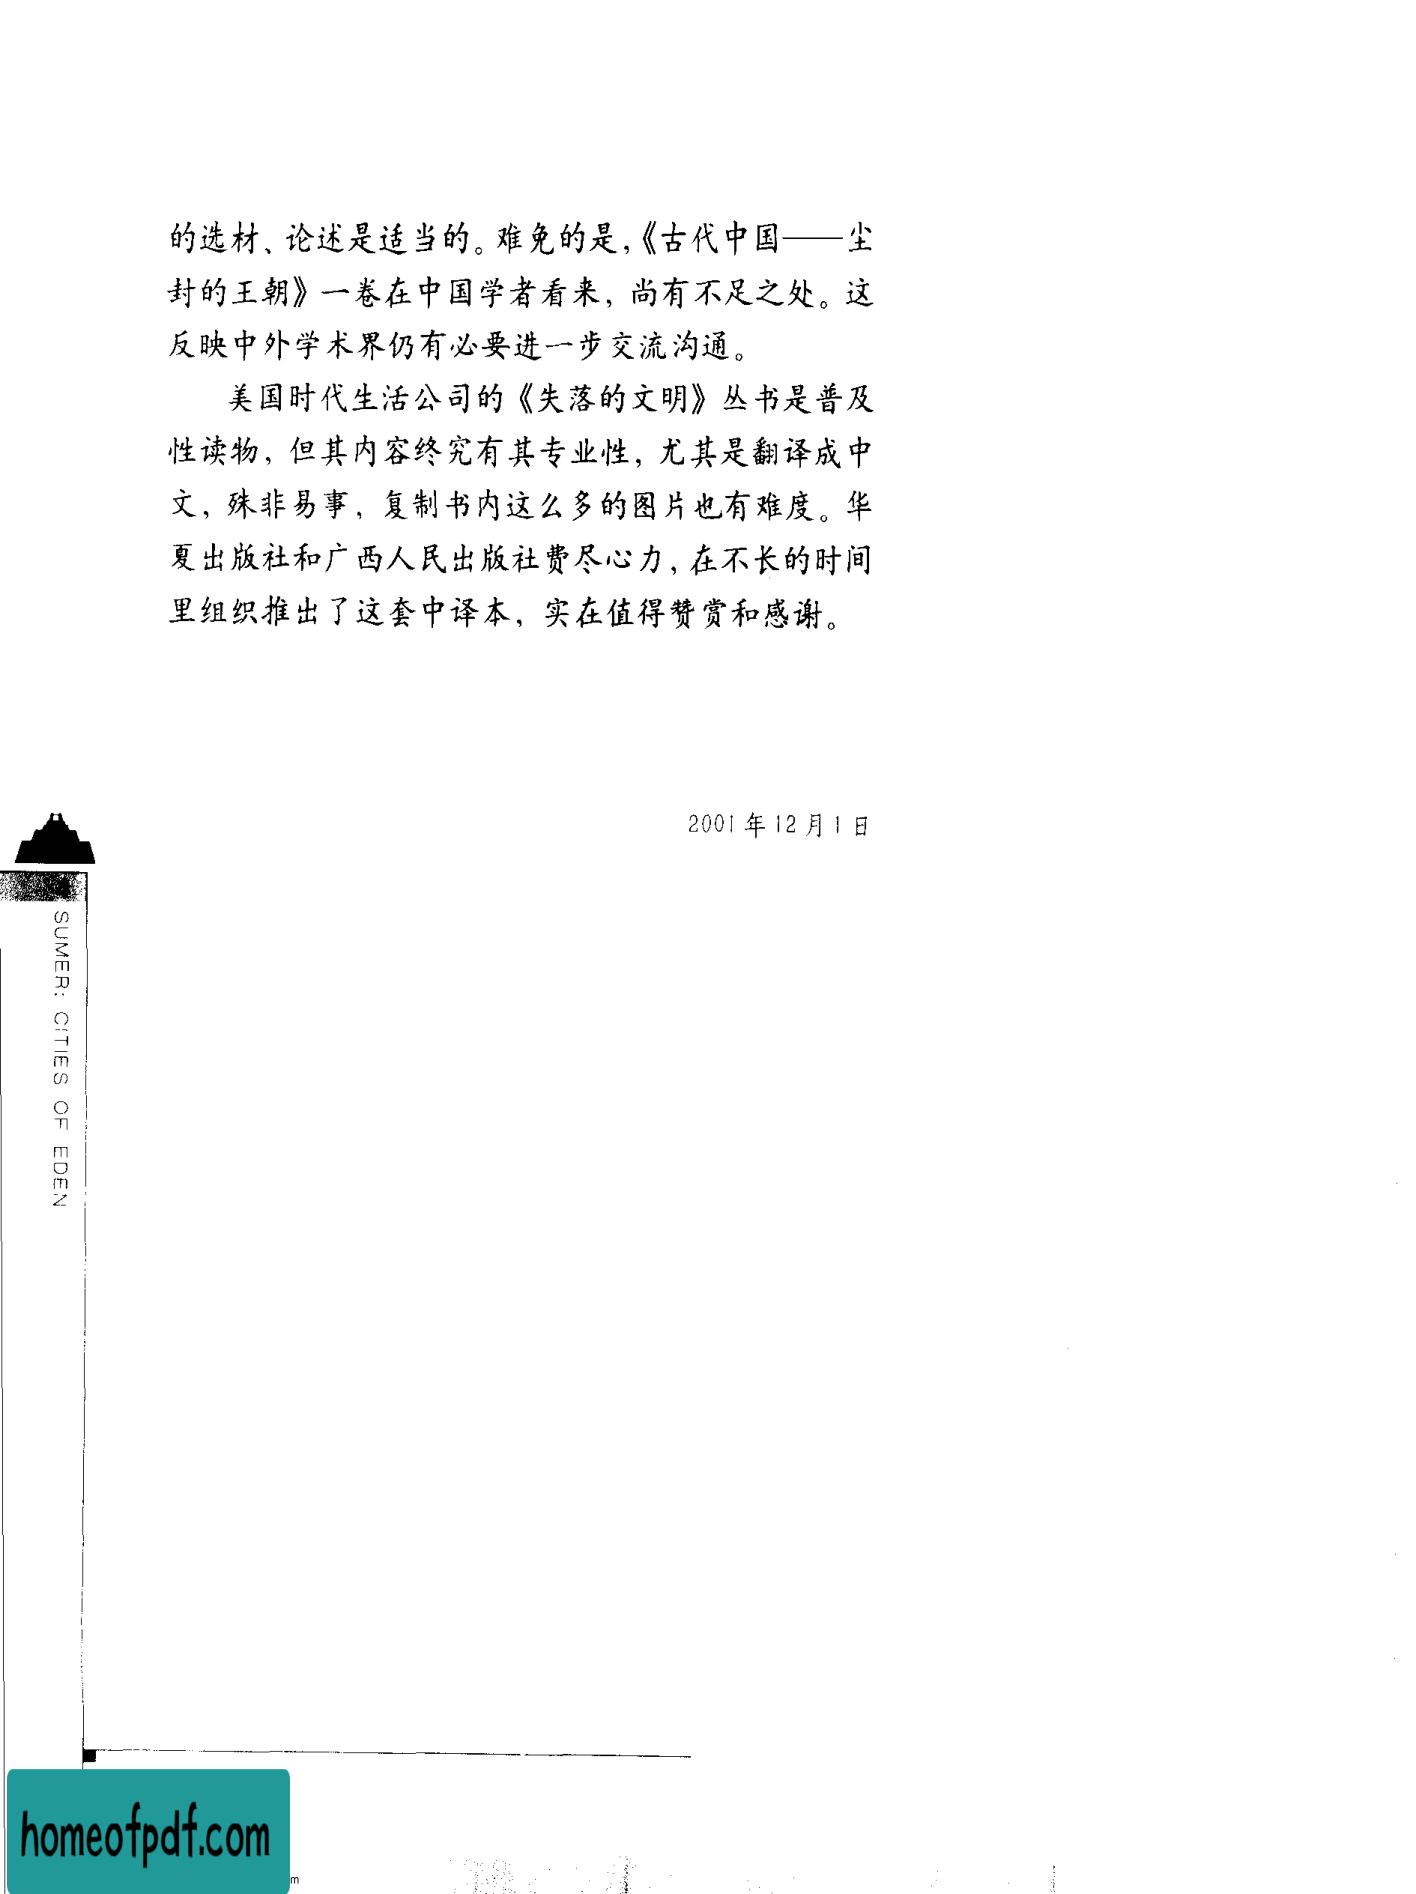 的选材、论述是适当的。难免的是，《古代中国——尘
封的王朝》一卷在中国学者看来，尚有不足之处。这
反映中外学术界仍有必要进一步交流沟通。
美国时代生活公司的《失落的文明》丛书是普及
性读物，但其内容终究有其专业性，尤其是翻译成中
文，殊非易事，复制书内这么多的图片也有难度。华
夏出版社和广西人民出版社费尽心力，在不长的时间
里组织推出了这套中译本，实在值得赞赏和感谢。
2001年12月1日
SUMER: CITIES OF EDEN
homeofpdf.com
m